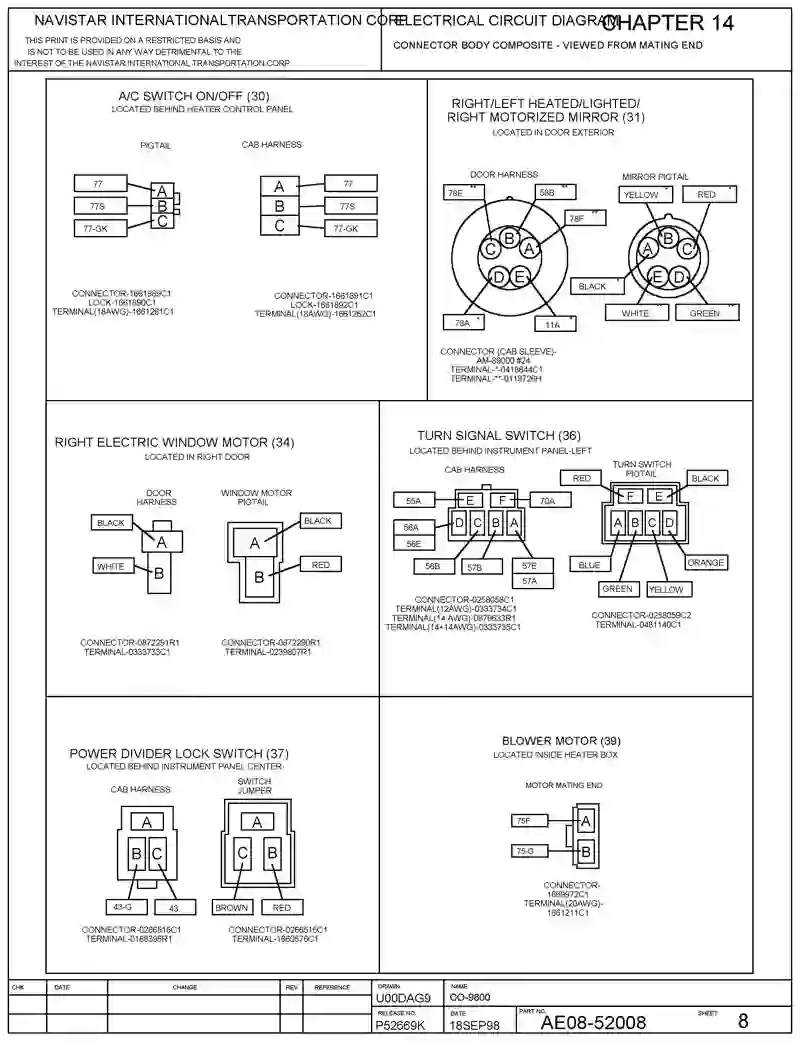 NAVISTAR INTERNATIONALTRANSPORTATION CORP.
ELECTRICAL CIRCUIT DIAGRAM
CHAPTER 14
THIS PRINT IS PROVIDED ON A RESTRICTED BASIS AND
IS NOT TO BE USED IN ANY WAY DETRIMENTAL TO THE
INTEREST OF THE NAVISTAR INTERNATIONAL TRANSPORTATION CORP
CONNECTOR BODY COMPOSITE - VIEWED FROM MATING END
A/C SWITCH ON/OFF (30)
LOCATED BEHIND HEATER CONTROL PANEL
PIGTAIL
77
77S
77-GK
A
B
C
CONNECTOR-1661889C1
LOCK-1661890C1
TERMINAL(18AWG)-1661261C1
CAB HARNESS
A
B
C
77
77S
77-GK
CONNECTOR-1661891C1
LOCK-1661892C1
TERMINAL(18AWG)-1661262C1
RIGHT/LEFT HEATED/LIGHTED/
RIGHT MOTORIZED MIRROR (31)
LOCATED IN DOOR EXTERIOR
DOOR HARNESS
78E **
58B **
78F **
C
B
A
D
E
78A *
11A *
CONNECTOR (CAB SLEEVE)-
AM-89000 #24
TERMINAL-*-0418644C1
TERMINAL-**-0119726H
MIRROR PIGTAIL
YELLOW *
RED *
A
B
C
E
D
BLACK *
WHITE **
GREEN **
RIGHT ELECTRIC WINDOW MOTOR (34)
LOCATED IN RIGHT DOOR
DOOR
HARNESS
BLACK
WHITE
A
B
CONNECTOR-0872291R1
TERMINAL-0333733C1
WINDOW MOTOR
PIGTAIL
A
B
BLACK
RED
CONNECTOR-0872290R1
TERMINAL-0239807R1
TURN SIGNAL SWITCH (36)
LOCATED BEHIND INSTRUMENT PANEL-LEFT
CAB HARNESS
55A
E
F
70A
56A
56E
D
C
B
A
56B
57B
57E
57A
CONNECTOR-0258058C1
TERMINAL(12AWG)-0333734C1
TERMINAL(14 AWG)-0879633R1
TERMINAL(14+14AWG)-0333735C1
TURN SWITCH
PIGTAIL
RED
F
E
BLACK
A
B
C
D
BLUE
ORANGE
GREEN
YELLOW
CONNECTOR-0258059C2
TERMINAL-0481140C1
POWER DIVIDER LOCK SWITCH (37)
LOCATED BEHIND INSTRUMENT PANEL CENTER
CAB HARNESS
A
B
C
43-G
43
CONNECTOR-0266516C1
TERMINAL-0188396R1
SWITCH
JUMPER
A
C
B
BROWN
RED
CONNECTOR-0266515C1
TERMINAL-1660576C1
BLOWER MOTOR (39)
LOCATED INSIDE HEATER BOX
MOTOR MATING END
75F
A
75-G
B
CONNECTOR-
1689972C1
TERMINAL(20AWG)-
1661211C1
CHK
DATE
CHANGE
REV
REFERENCE
DRAWN
U00DAG9
NAME
CO-9800
RELEASE NO.
P52669K
DATE
18SEP98
PART NO.
AE08-52008
SHEET
8